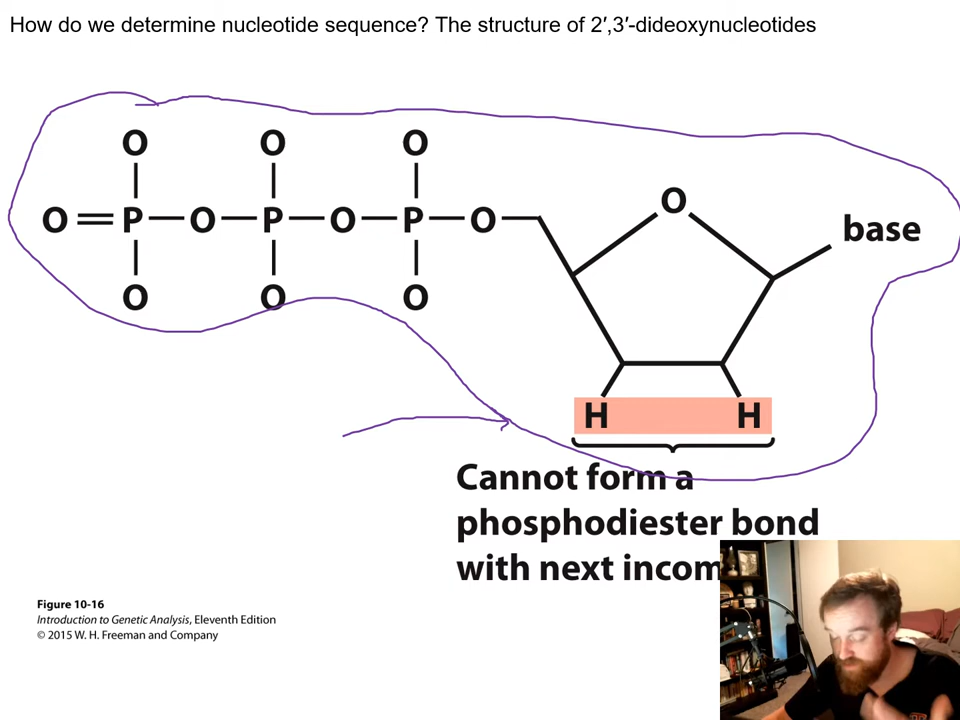 How do we determine nucleotide sequence? The structure of 2′,3′-dideoxynucleotides
O O O
O=P—O—P—O—P—O
O O O
O
base
H H
Cannot form a
phosphodiester bond
with next incom
Figure 10-16
Introduction to Genetic Analysis, Eleventh Edition
© 2015 W. H. Freeman and Company